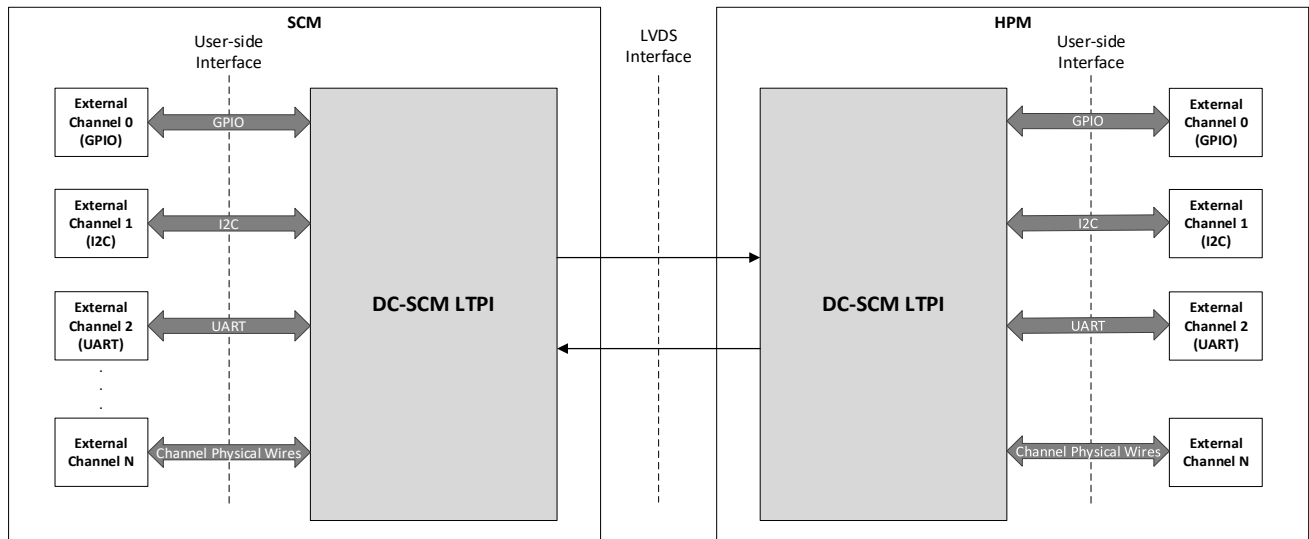 SCM
User-side
Interface
External
Channel 0
(GPIO)
GPIO
External
Channel 1
(I2C)
I2C
External
Channel 2
(UART)
UART
.
.
.
External
Channel N
Channel Physical Wires
DC-SCM LTPI
LVDS
Interface
HPM
User-side
Interface
DC-SCM LTPI
GPIO
External
Channel 0
(GPIO)
I2C
External
Channel 1
(I2C)
UART
External
Channel 2
(UART)
Channel Physical Wires
External
Channel N